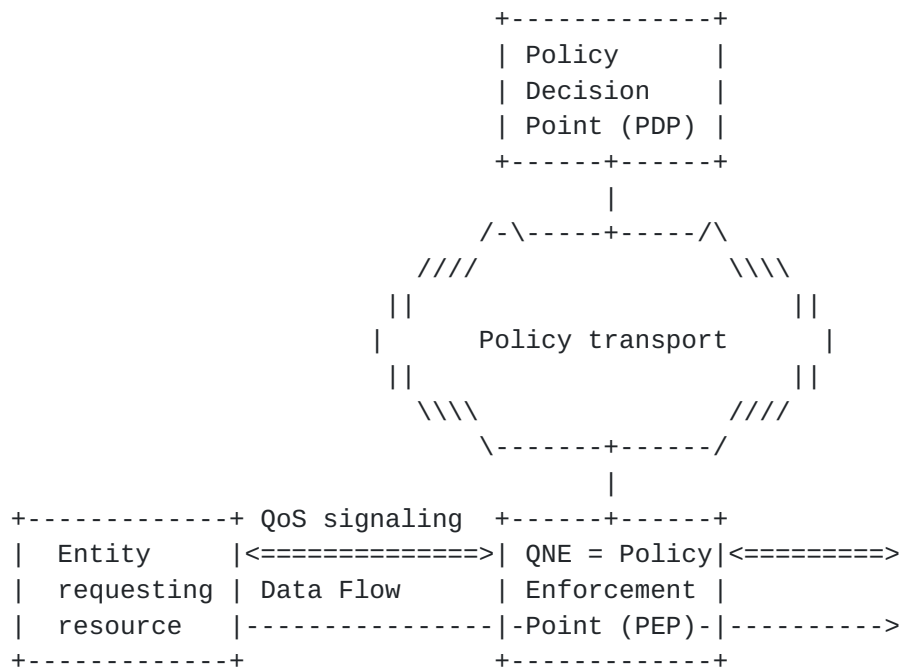 Policy
Decision
Point (PDP)
Policy transport
QoS signaling
Entity QNE = Policy
requesting Data Flow Enforcement
resource Point (PEP)